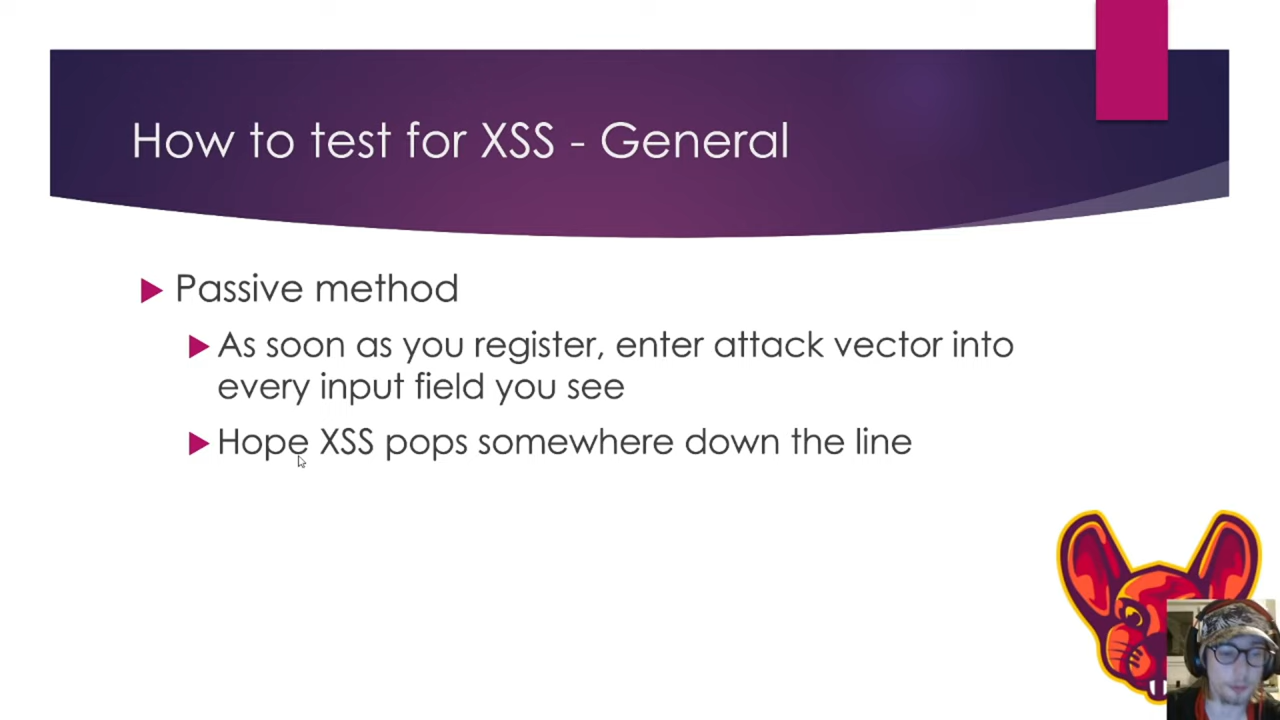 How to test for XSS - General
Passive method
As soon as you register, enter attack vector into
every input field you see
Hope XSS pops somewhere down the line